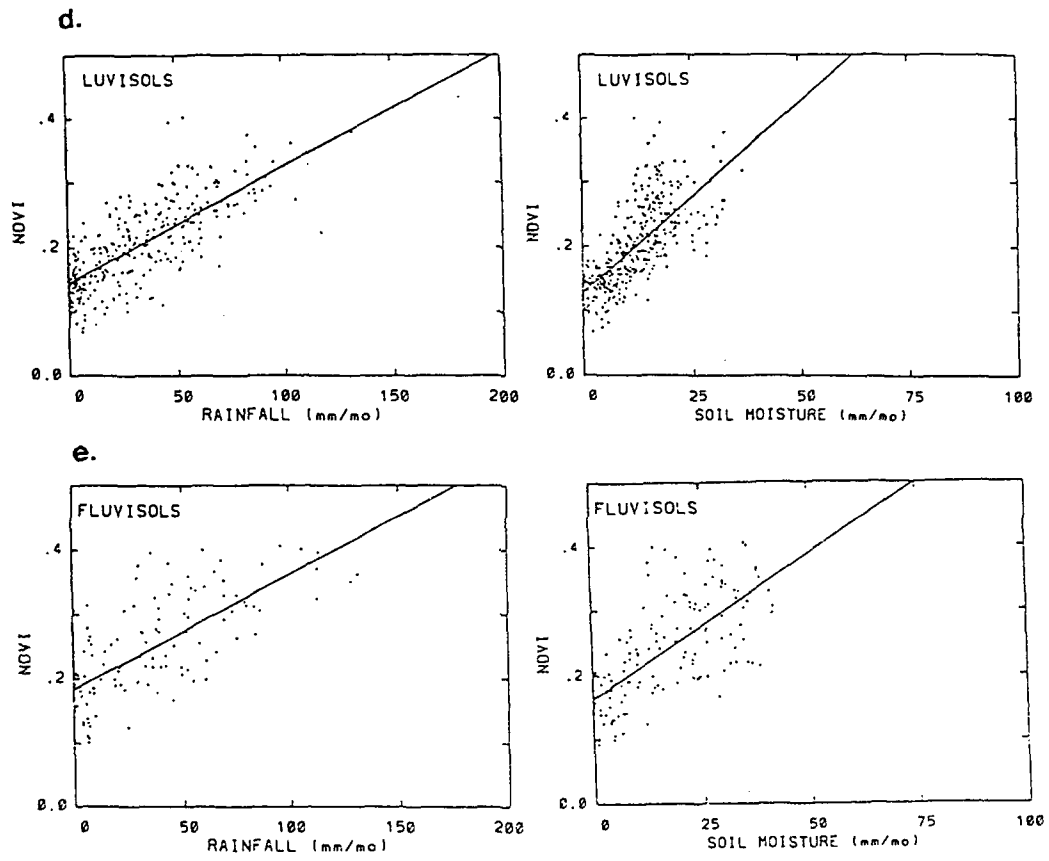 d.
LUVISOLS
.4
.2
0.0
NDVI
0 50 100 150 200
RAINFALL (mm/mo)
LUVISOLS
.4
.2
0.0
NDVI
0 25 75 100
SOIL MOISTURE (mm/mo)
e.
FLUVISOLS
.4
.2
0.0
NDVI
0 50 100 150 200
RAINFALL (mm/mo)
FLUVISOLS
.4
.2
0.0
NDVI
0 25 50 75 100
SOIL MOISTURE (mm/mo)